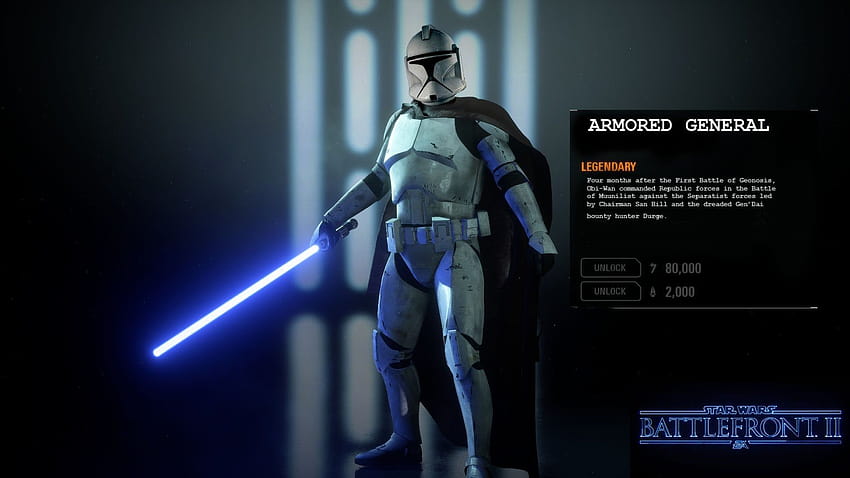 ARMORED GENERAL
LEGENDARY
Four months after the First Battle of Geonosis,
Obi-Wan commanded Republic forces in the Battle
of Muunilist against the Separatist forces led
by Chairman San Hill and the dreaded Gen'Dai
bounty hunter Durge.
UNLOCK 80,000
UNLOCK 2,000
STAR WARS
BATTLEFRONT II
EA